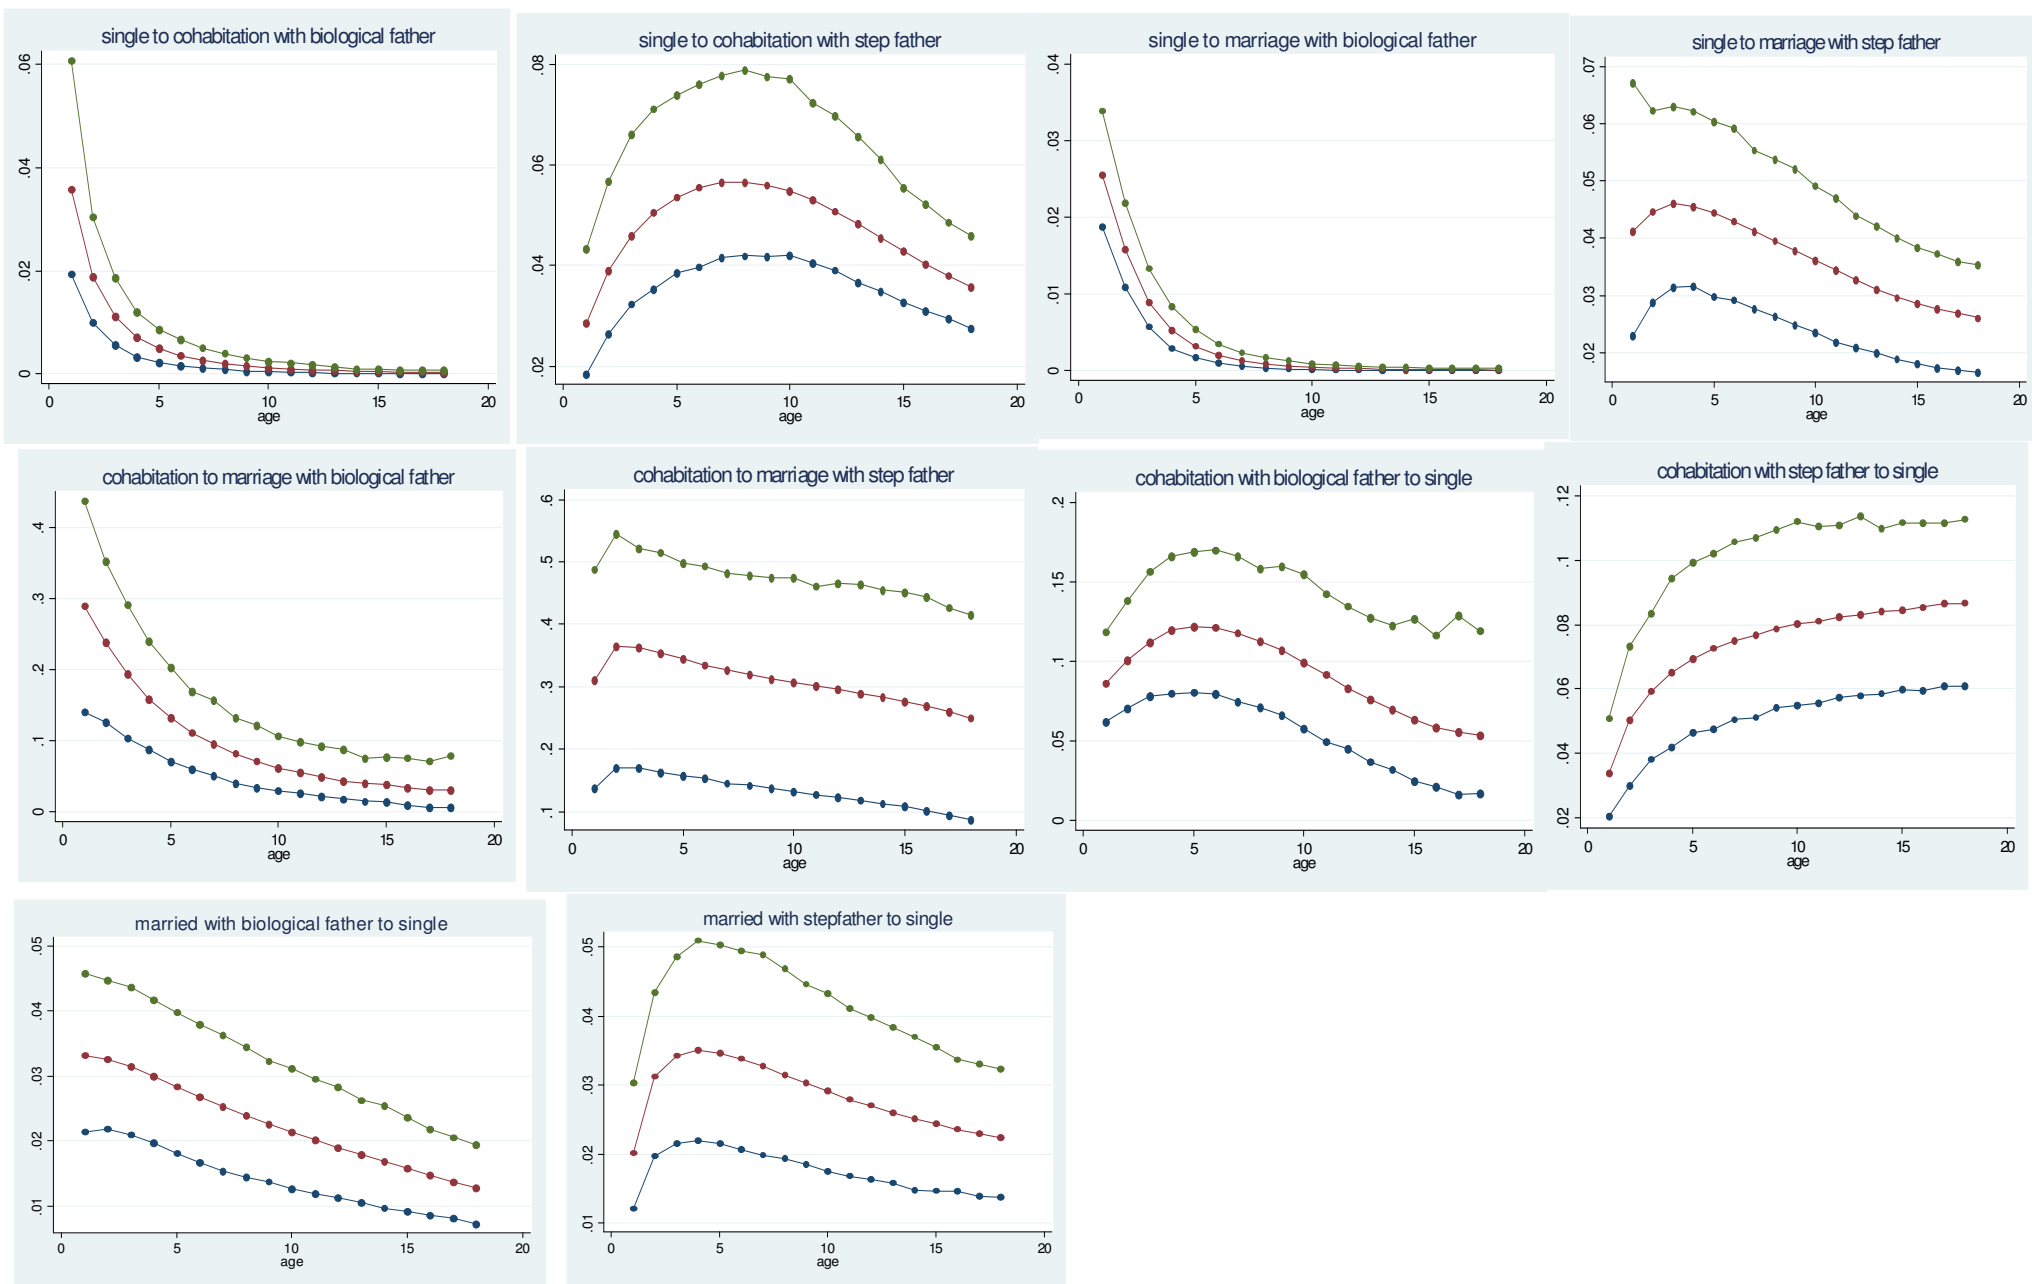 single to cohabitation with biological father
.06
.04
.02
0
0 5 10 15 20
age
single to cohabitation with step father
.08
.06
.04
.02
0 5 10 15 20
age
single to marriage with biological father
.04
.03
.02
.01
0
0 5 10 15 20
age
single to marriage with step father
.07
.06
.05
.04
.03
.02
0 5 10 15 20
age
cohabitation to marriage with biological father
.4
.3
.2
.1
0
0 5 10 15 20
age
cohabitation to marriage with step father
.6
.5
.4
.3
.2
.1
0 5 10 15 20
age
cohabitation with biological father to single
.2
.15
.1
.05
0
0 5 10 15 20
age
cohabitation with step father to single
.12
.1
.08
.06
.04
.02
0 5 10 15 20
age
married with biological father to single
.05
.04
.03
.02
.01
0 5 10 15 20
age
married with stepfather to single
.05
.04
.03
.02
.01
0 5 10 15 20
age